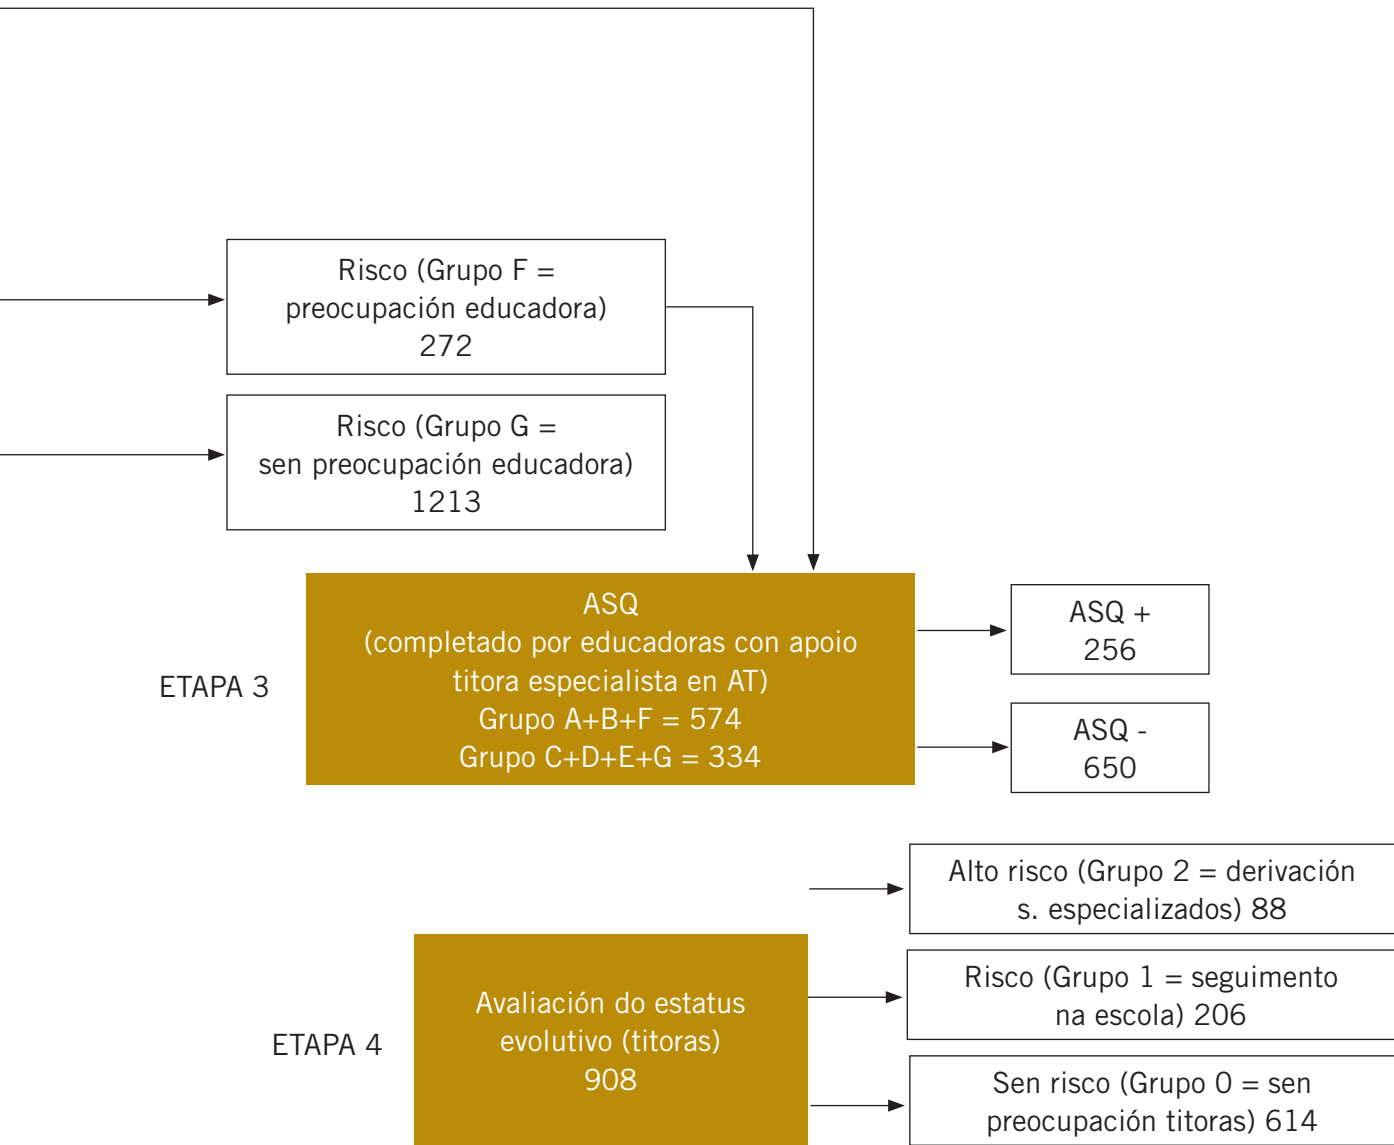 Risco (Grupo F =
preocupación educadora)
272
Risco (Grupo G =
sen preocupación educadora)
1213
ETAPA 3
ASQ
(completado por educadoras con apoio
titora especialista en AT)
Grupo A+B+F = 574
Grupo C+D+E+G = 334
ASQ +
256
ASQ -
650
ETAPA 4
Avaliación do estatus
evolutivo (titoras)
908
Alto risco (Grupo 2 = derivación
s. especializados) 88
Risco (Grupo 1 = seguimento
na escola) 206
Sen risco (Grupo 0 = sen
preocupación titoras) 614